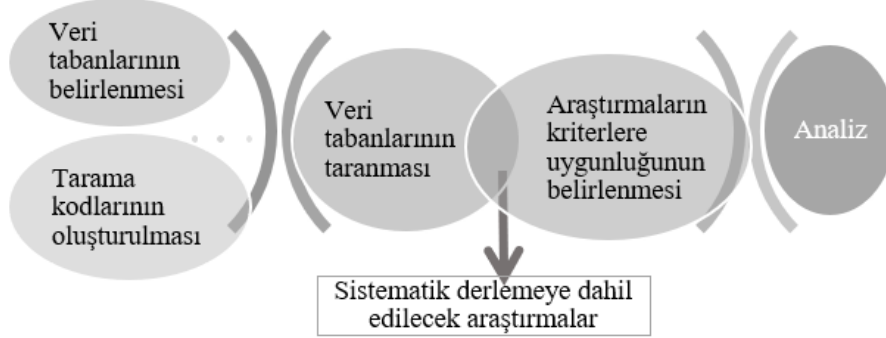 Veri
tabanlarının
belirlenmesi
Tarama
kodlarının
oluşturulması
Veri
tabanlarının
taranması
Araştırmaların
kriterlere
uygunluğunun
belirlenmesi
Analiz
Sistematik derlemeye dahil
edilecek araştırmalar